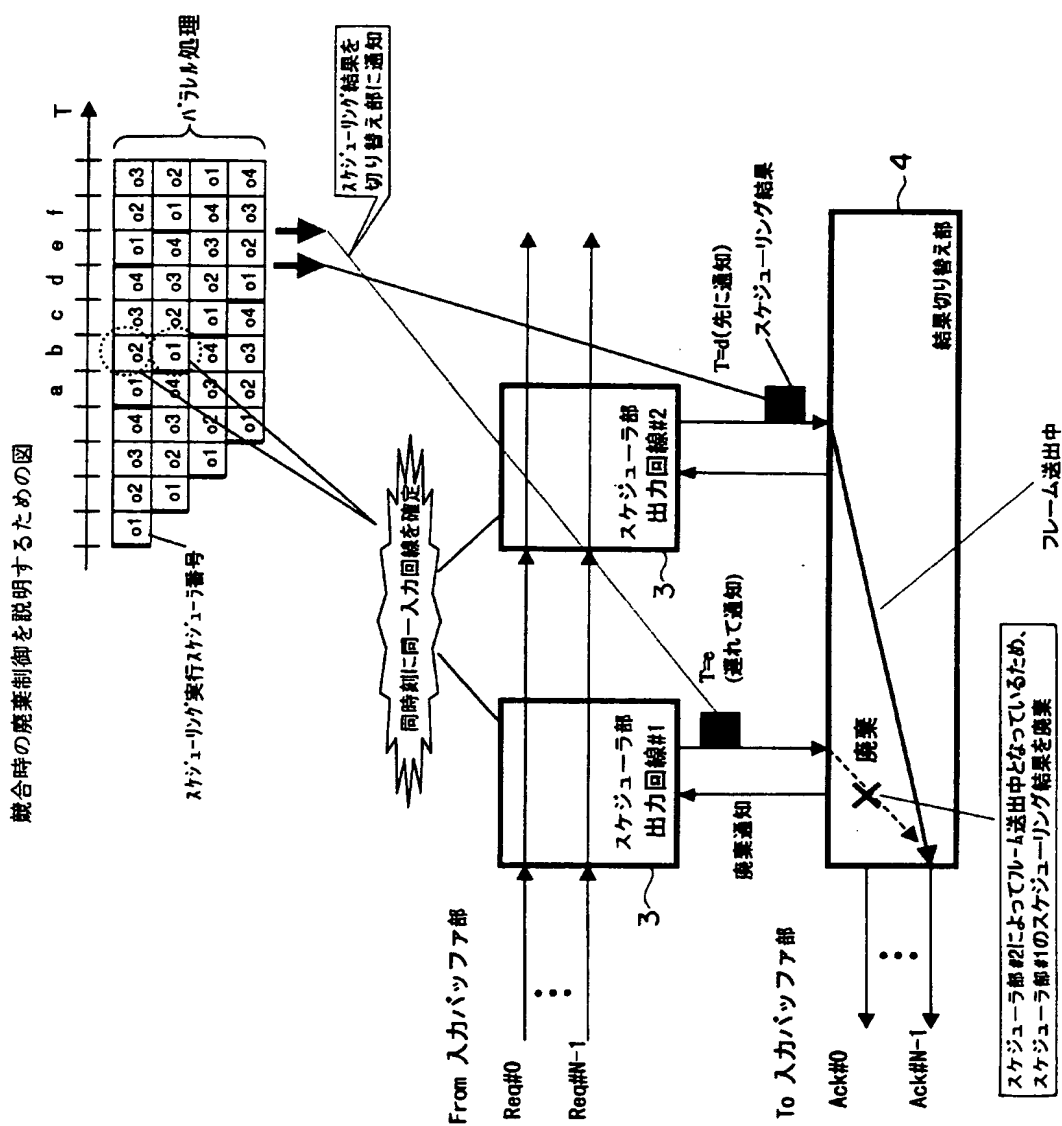 競合時の廃棄制御を説明するための図
a b c d e f T
o1 o2 o3 o4 o1 o2 o3 o4 o1 o2 o3
o1 o2 o3 o4 o1 o2 o3 o4 o1 o2
o1 o2 o3 o4 o1 o2 o3 o4 o1
o1 o2 o3 o4 o1 o2 o3 o4
パラレル処理
スケジューリング実行スケジューラ番号
スケジューリング結果を
切り替え部に通知
同時刻に同一入力回線を確定
From 入力バッファ部
Req#0
Req#N-1
スケジューラ部
出力回線#1
3
スケジューラ部
出力回線#2
3
廃棄通知
T=e
(遅れて通知)
T=d(先に通知)
スケジューリング結果
To 入力バッファ部
Ack#0
Ack#N-1
廃棄
結果切り替え部
4
フレーム送出中
スケジューラ部#2によってフレーム送出中となっているため、
スケジューラ部#1のスケジューリング結果を廃棄